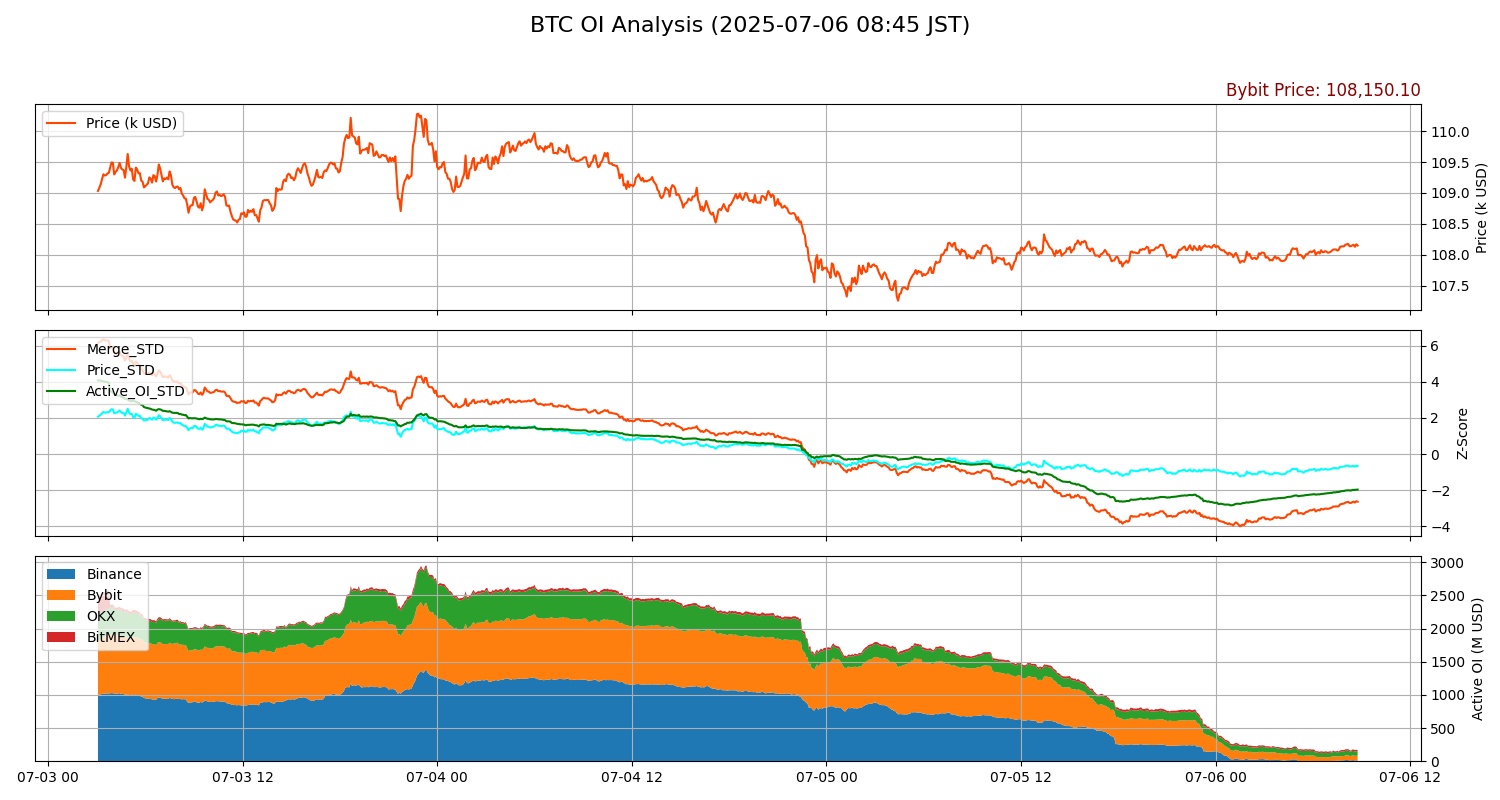 BTC OI Analysis (2025-07-06 08:45 JST)
Bybit Price: 108,150.10
Price (k USD)
110.0
109.5
109.0
108.5
108.0
107.5
Price (k USD)
Merge_STD
Price_STD
Active_OI_STD
6
4
2
0
−2
−4
Z-Score
Binance
Bybit
OKX
BitMEX
3000
2500
2000
1500
1000
500
0
Active OI (M USD)
07-03 00
07-03 12
07-04 00
07-04 12
07-05 00
07-05 12
07-06 00
07-06 12